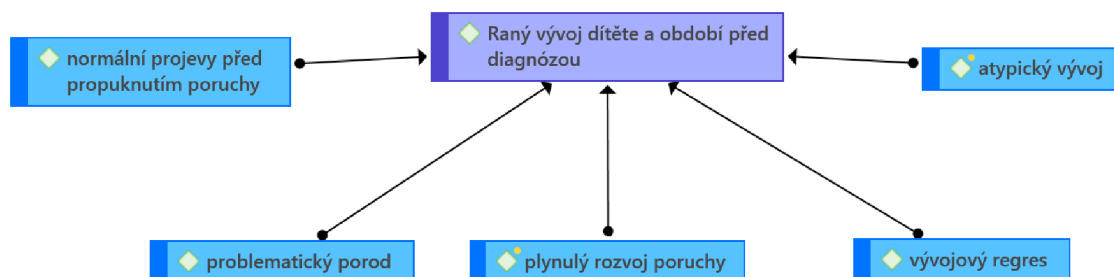 normální projevy před
propuknutím poruchy
Raný vývoj dítěte a období před
diagnózou
atypický vývoj
problematický porod
plynulý rozvoj poruchy
vývojový regres